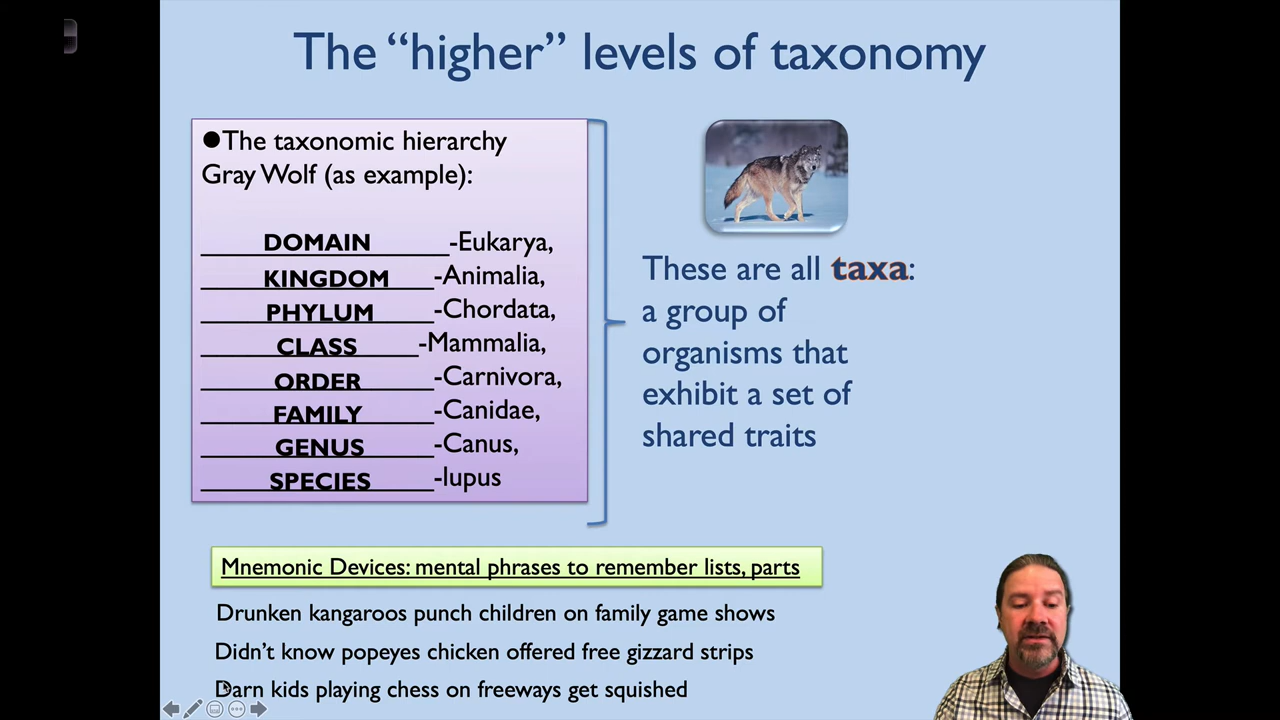 The “higher” levels of taxonomy
●The taxonomic hierarchy
Gray Wolf (as example):
DOMAIN -Eukarya,
KINGDOM -Animalia,
PHYLUM -Chordata,
CLASS -Mammalia,
ORDER -Carnivora,
FAMILY -Canidae,
GENUS -Canus,
SPECIES -lupus
These are all taxa:
a group of
organisms that
exhibit a set of
shared traits
Mnemonic Devices: mental phrases to remember lists, parts
Drunken kangaroos punch children on family game shows
Didn’t know popeyes chicken offered free gizzard strips
Darn kids playing chess on freeways get squished